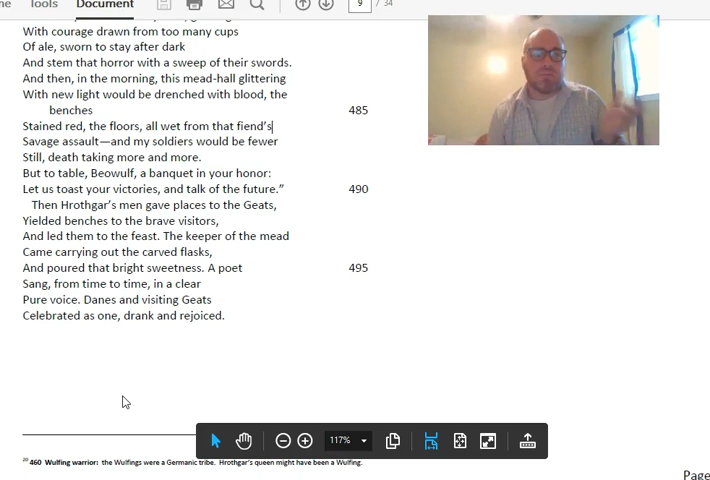 Tools Document 9 / 34
With courage drawn from too many cups
Of ale, sworn to stay after dark
And stem that horror with a sweep of their swords.
And then, in the morning, this mead-hall glittering
With new light would be drenched with blood, the
benches 485
Stained red, the floors, all wet from that fiend's
Savage assault—and my soldiers would be fewer
Still, death taking more and more.
But to table, Beowulf, a banquet in your honor:
Let us toast your victories, and talk of the future.” 490
Then Hrothgar's men gave places to the Geats,
Yielded benches to the brave visitors,
And led them to the feast. The keeper of the mead
Came carrying out the carved flasks,
And poured that bright sweetness. A poet 495
Sang, from time to time, in a clear
Pure voice. Danes and visiting Geats
Celebrated as one, drank and rejoiced.
117%
20 460 Wulfing warrior: the Wulfings were a Germanic tribe. Hrothgar's queen might have been a Wulfing.
Page